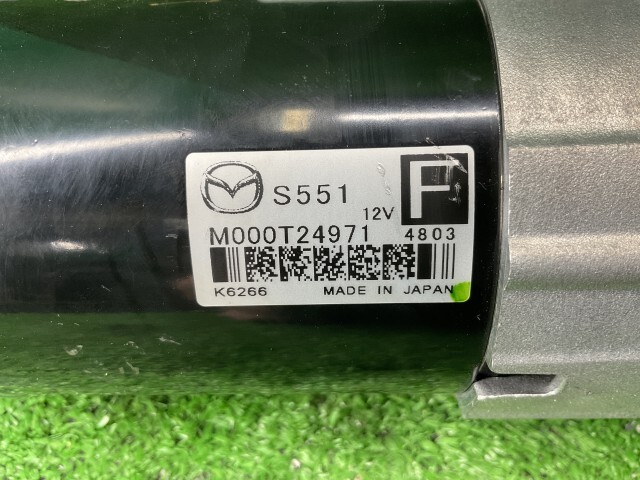 S551
12V
F
M000T24971 4803
K6266 MADE IN JAPAN